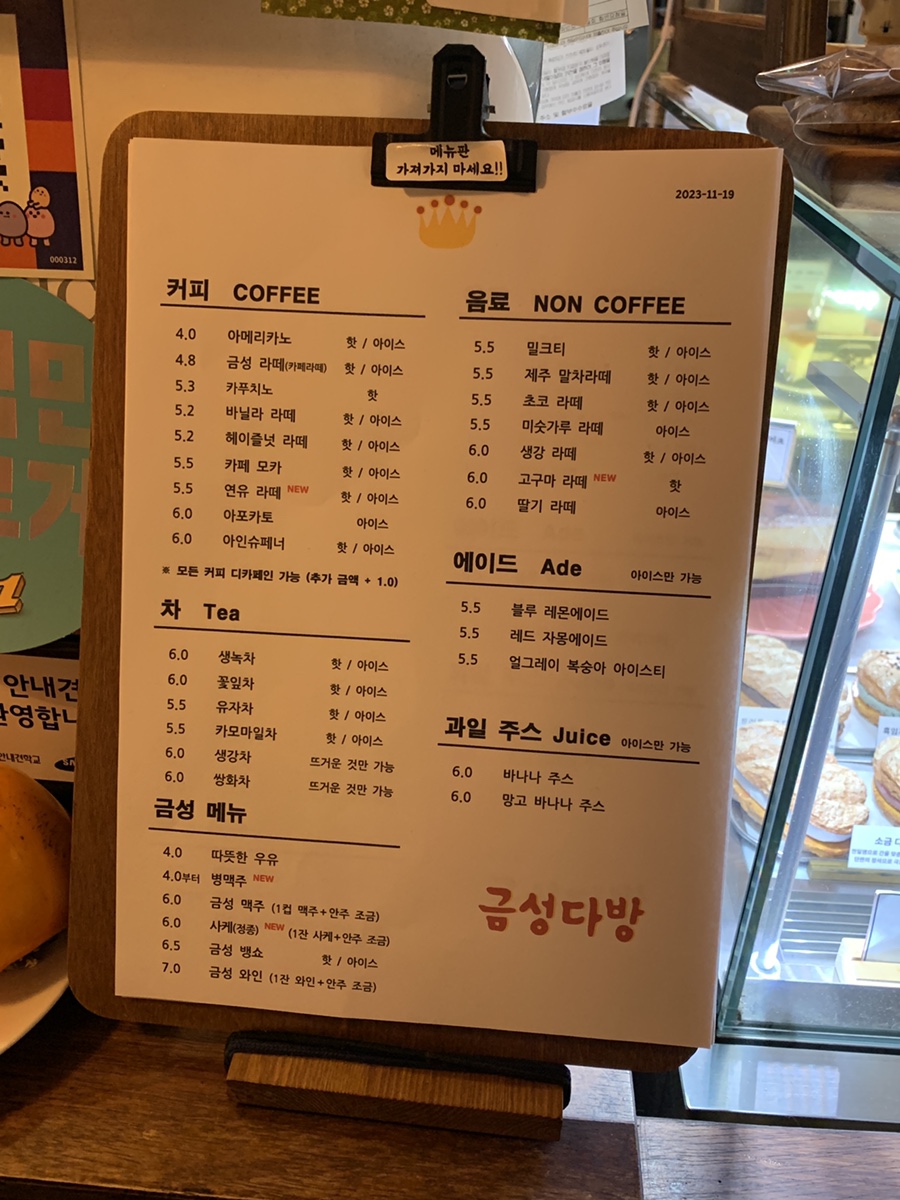 메뉴판
가져가지 마세요!!
2023-11-19
커피 COFFEE
4.0 아메리카노 핫 / 아이스
4.8 금성 라떼(카페라떼) 핫 / 아이스
5.3 카푸치노 핫
5.2 바닐라 라떼 핫 / 아이스
5.2 헤이즐넛 라떼 핫 / 아이스
5.5 카페 모카 핫 / 아이스
5.5 연유 라떼 NEW 핫 / 아이스
6.0 아포카토 아이스
6.0 아인슈페너 핫 / 아이스
※ 모든 커피 디카페인 가능 (추가 금액 + 1.0)
차 Tea
6.0 생녹차 핫 / 아이스
6.0 꽃잎차 핫 / 아이스
5.5 유자차 핫 / 아이스
5.5 카모마일차 핫 / 아이스
6.0 생강차 뜨거운 것만 가능
6.0 쌍화차 뜨거운 것만 가능
금성 메뉴
4.0 따뜻한 우유
4.0부터 병맥주 NEW
6.0 금성 맥주 (1컵 맥주+안주 조금)
6.0 사케(정종) NEW (1잔 사케+안주 조금)
6.5 금성 뱅쇼 핫 / 아이스
7.0 금성 와인 (1잔 와인+안주 조금)
음료 NON COFFEE
5.5 밀크티 핫 / 아이스
5.5 제주 말차라떼 핫 / 아이스
5.5 초코 라떼 핫 / 아이스
5.5 미숫가루 라떼 아이스
6.0 생강 라떼 핫 / 아이스
6.0 고구마 라떼 NEW 핫
6.0 딸기 라떼 아이스
에이드 Ade 아이스만 가능
5.5 블루 레몬에이드
5.5 레드 자몽에이드
5.5 얼그레이 복숭아 아이스티
과일 주스 Juice 아이스만 가능
6.0 바나나 주스
6.0 망고 바나나 주스
금성다방
000312
안내견
안내견학교
소금